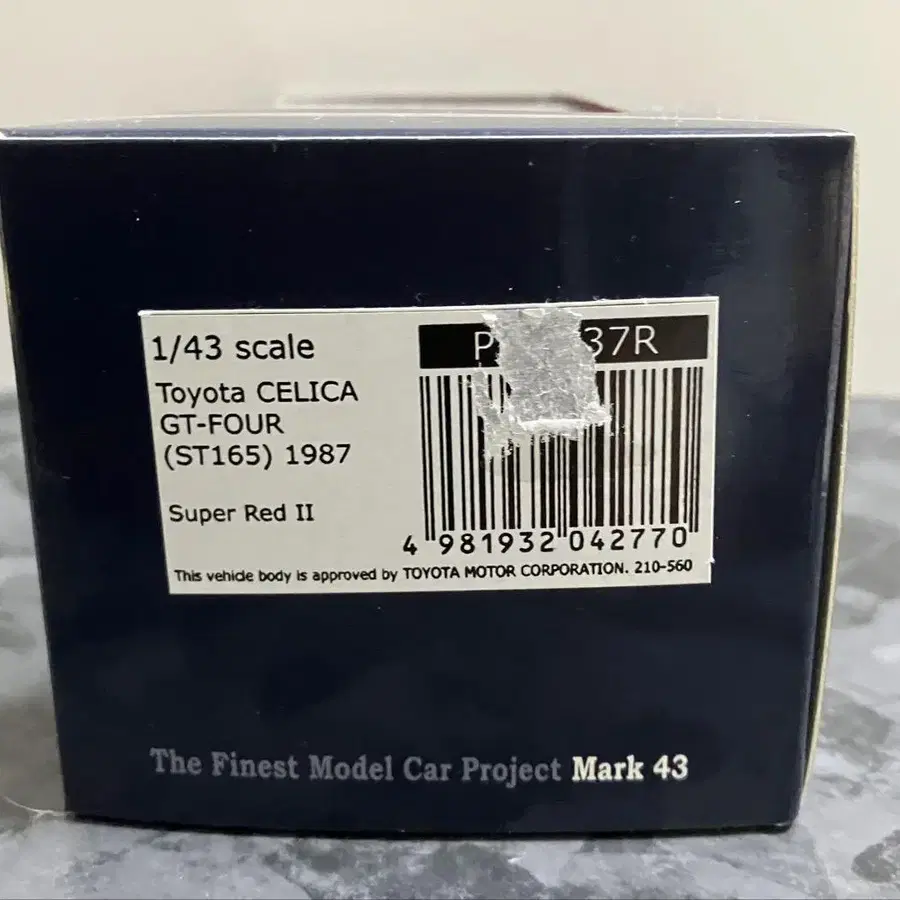 1/43 scale
Toyota CELICA
GT-FOUR
(ST165) 1987
Super Red II
37R
4 981932 042770
This vehicle body is approved by TOYOTA MOTOR CORPORATION. 210-560
The Finest Model Car Project Mark 43